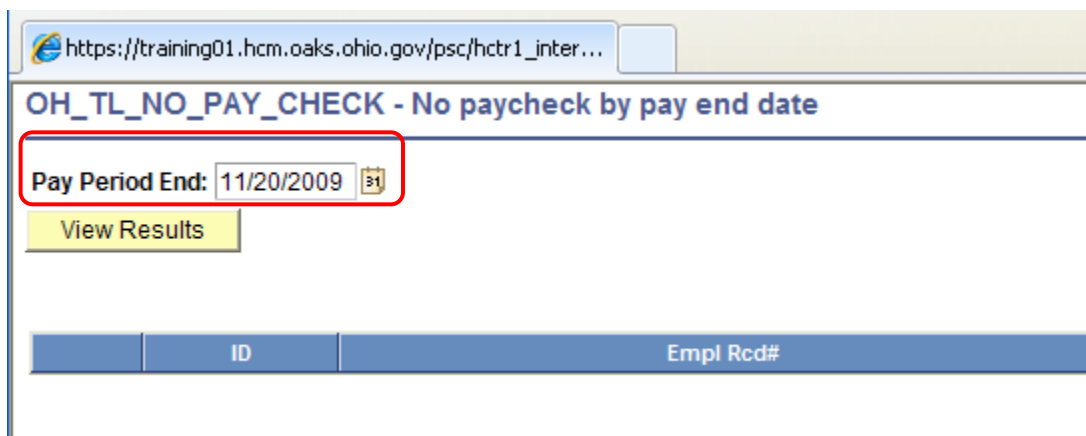 https://training01.hcm.oaks.ohio.gov/psc/hctr1_inter...
OH_TL_NO_PAY_CHECK - No paycheck by pay end date
Pay Period End: 11/20/2009 31
View Results
ID Empl Rcd#